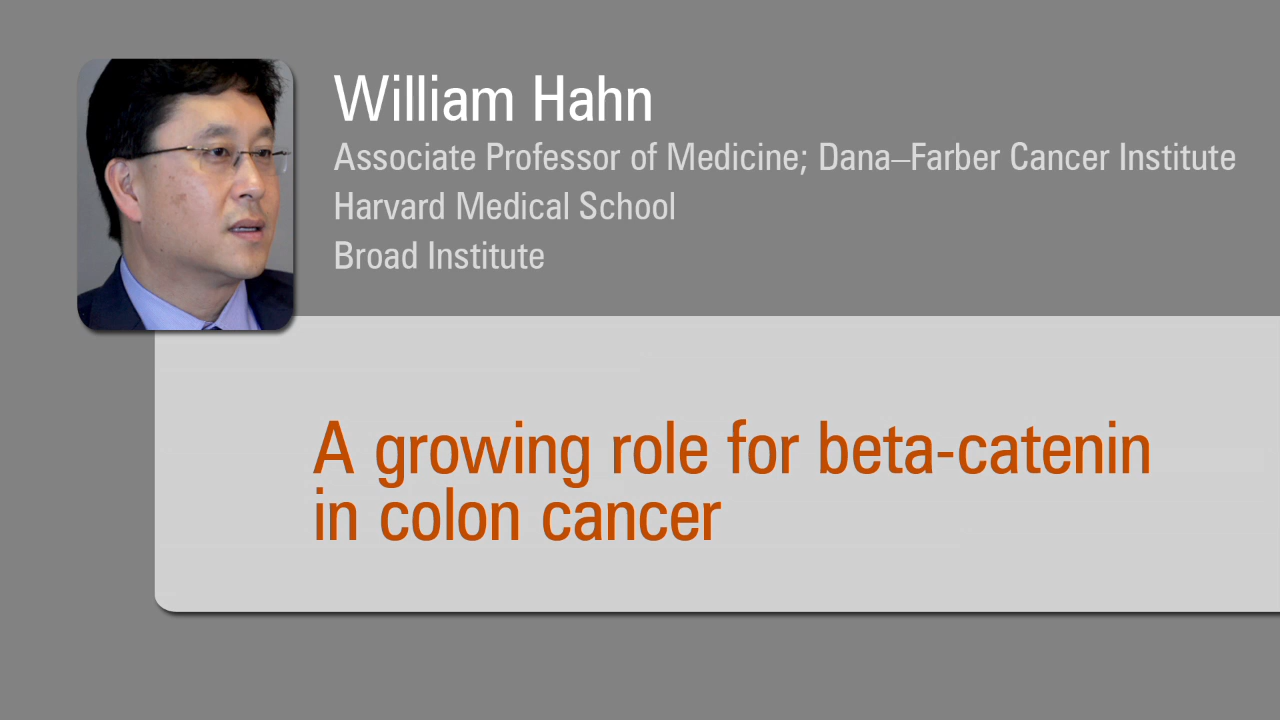 William Hahn
Associate Professor of Medicine; Dana–Farber Cancer Institute
Harvard Medical School
Broad Institute
A growing role for beta-catenin
in colon cancer